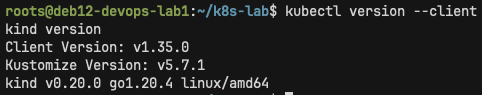 roots@deb12-devops-lab1:~/k8s-lab$ kubectl version --client
kind version
Client Version: v1.35.0
Kustomize Version: v5.7.1
kind v0.20.0 go1.20.4 linux/amd64